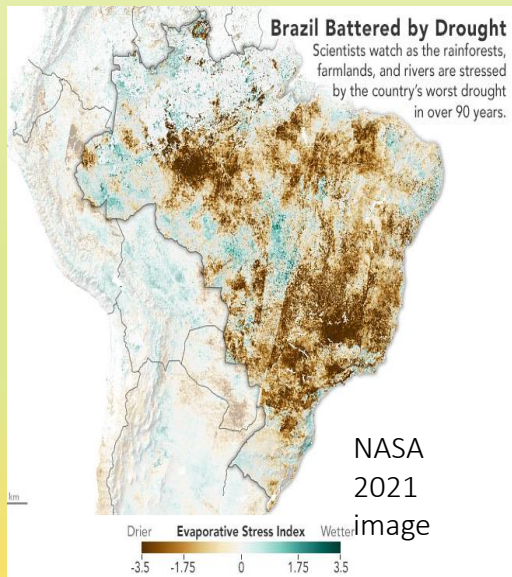 Brazil Battered by Drought
Scientists watch as the rainforests,
farmlands, and rivers are stressed
by the country's worst drought
in over 90 years.
NASA
2021
image
km
Drier Evaporative Stress Index Wetter
-3.5 -1.75 0 1.75 3.5